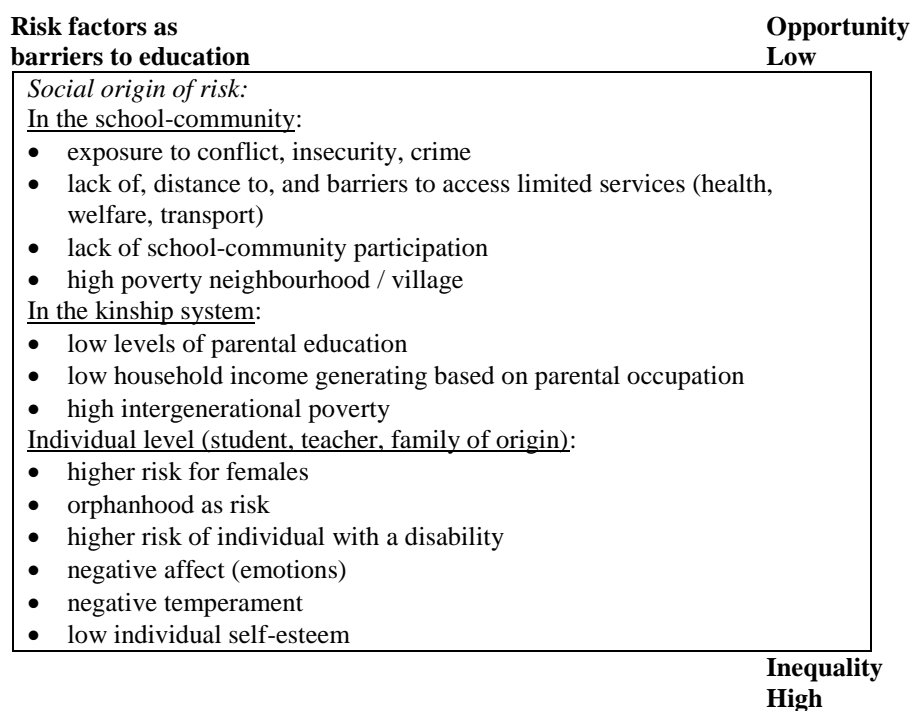 Risk factors as Opportunity
barriers to education Low
Social origin of risk:
In the school-community:
• exposure to conflict, insecurity, crime
• lack of, distance to, and barriers to access limited services (health,
welfare, transport)
• lack of school-community participation
• high poverty neighbourhood / village
In the kinship system:
• low levels of parental education
• low household income generating based on parental occupation
• high intergenerational poverty
Individual level (student, teacher, family of origin):
• higher risk for females
• orphanhood as risk
• higher risk of individual with a disability
• negative affect (emotions)
• negative temperament
• low individual self-esteem
Inequality
High